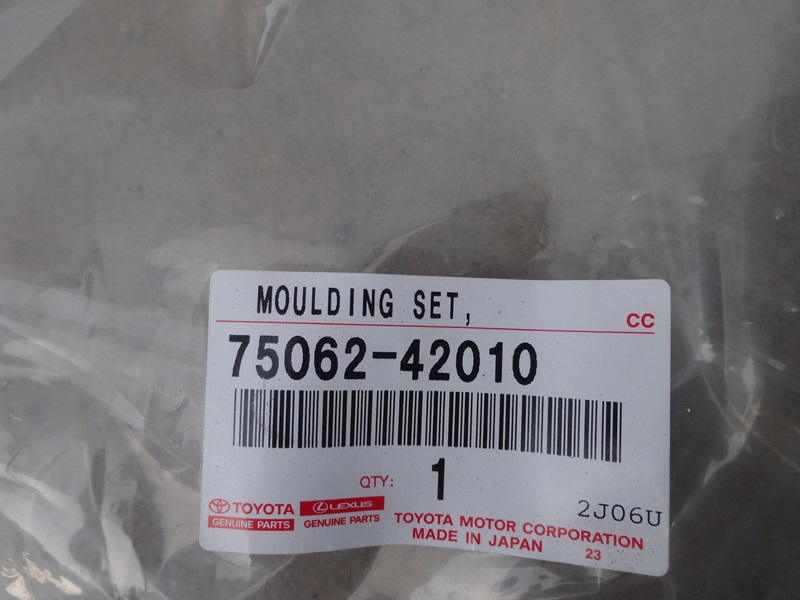 MOULDING SET,
CC
75062-42010
QTY: 1
2J06U
TOYOTA
GENUINE PARTS
LEXUS
GENUINE PARTS
TOYOTA MOTOR CORPORATION
MADE IN JAPAN 23